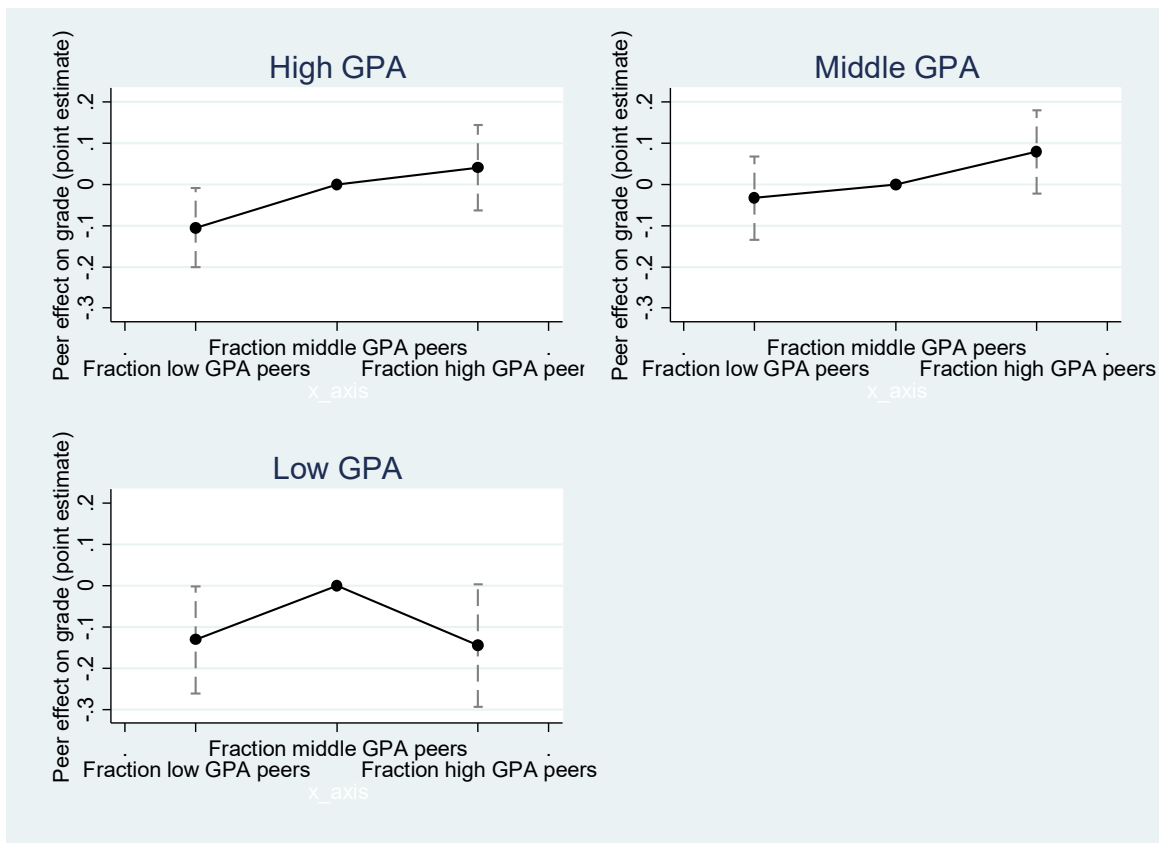 High GPA
Peer effect on grade (point estimate)
.2
.1
0
-.1
-.2
-.3
. Fraction middle GPA peers .
Fraction low GPA peers Fraction high GPA peer
x_axis
Middle GPA
Peer effect on grade (point estimate)
.2
.1
0
-.1
-.2
-.3
. Fraction middle GPA peers .
Fraction low GPA peers Fraction high GPA peers
x_axis
Low GPA
Peer effect on grade (point estimate)
.2
.1
0
-.1
-.2
-.3
. Fraction middle GPA peers .
Fraction low GPA peers Fraction high GPA peers
x_axis